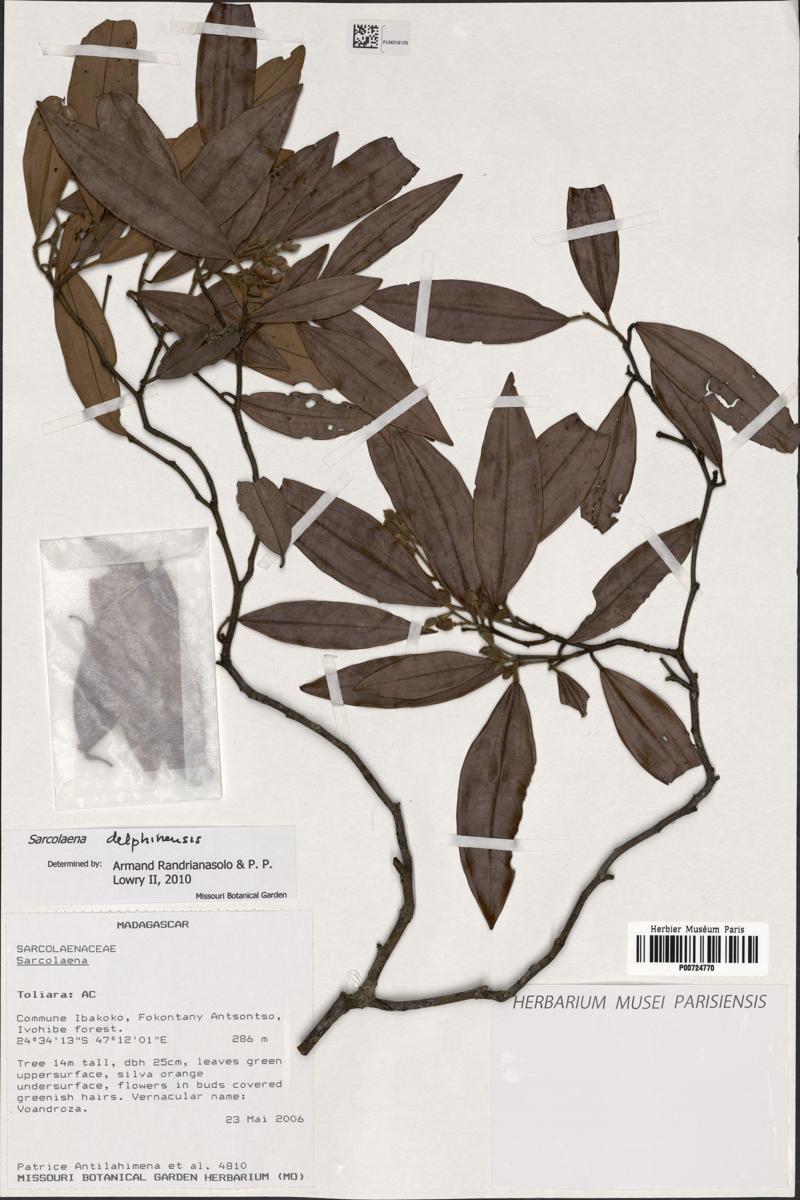 PL04318170
Sarcolaena delphinensis
Determined by: Armand Randrianasolo & P. P.
Lowry II, 2010
Missouri Botanical Garden
MADAGASCAR
SARCOLAENACEAE
Sarcolaena
Toliara: AC
Commune Ibakoko, Fokontany Antsontso,
Ivohibe forest.
24°34'13"S 47°12'01"E 286 m
Tree 14m tall, dbh 25cm, leaves green
uppersurface, silva orange
undersurface, flowers in buds covered
greenish hairs. Vernacular name:
Voandroza.
23 Mai 2006
Patrice Antilahimena et al. 4810
MISSOURI BOTANICAL GARDEN HERBARIUM (MO)
Herbier Muséum Paris
P00724770
HERBARIUM MUSEI PARISIENSIS